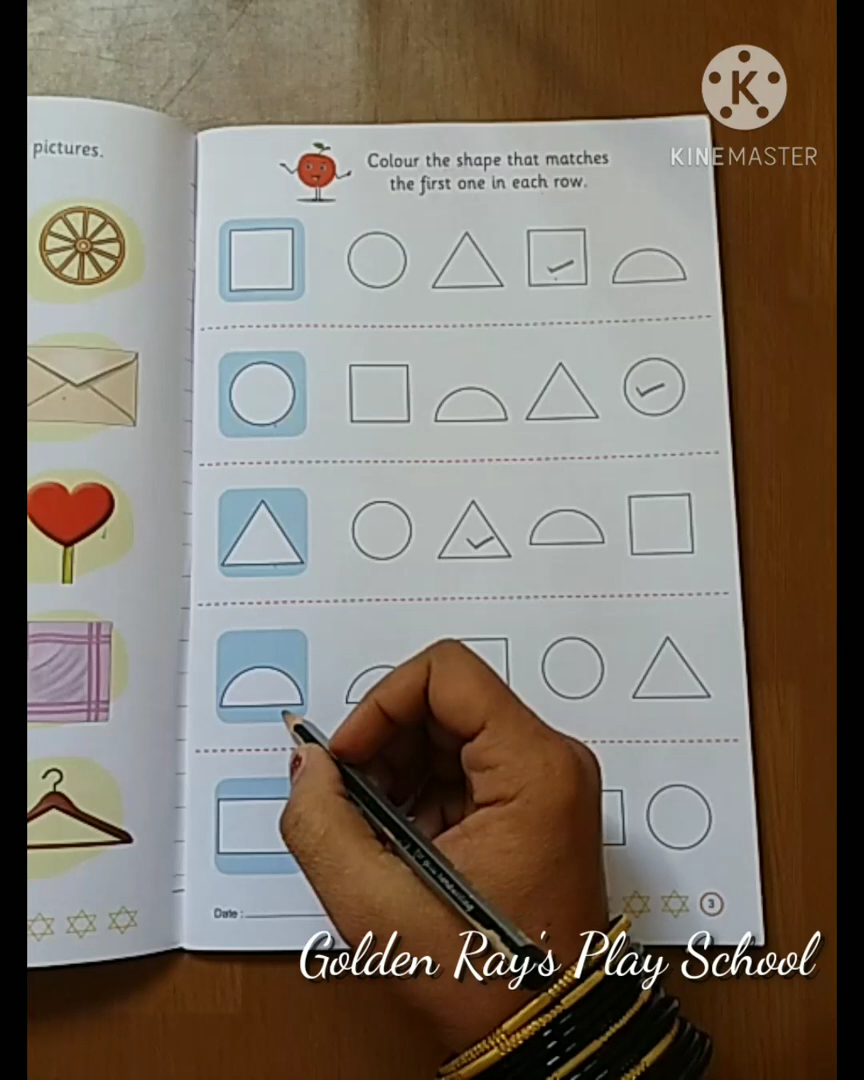 pictures.
Colour the shape that matches
the first one in each row.
K
KINEMASTER
Date :
3
Golden Ray's Play School